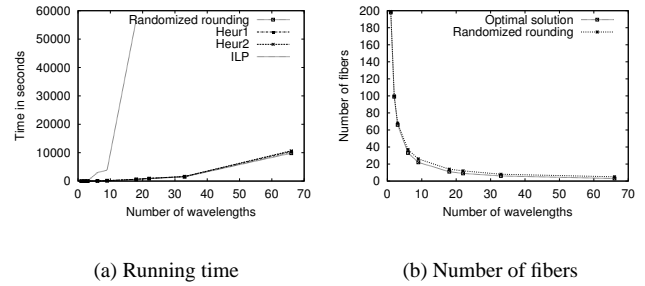 Randomized rounding
Heur1
Heur2
ILP
60000
50000
40000
30000
20000
10000
0
Time in seconds
0 10 20 30 40 50 60 70
Number of wavelengths
(a) Running time
Optimal solution
Randomized rounding
200
180
160
140
120
100
80
60
40
20
0
Number of fibers
0 10 20 30 40 50 60 70
Number of wavelengths
(b) Number of fibers